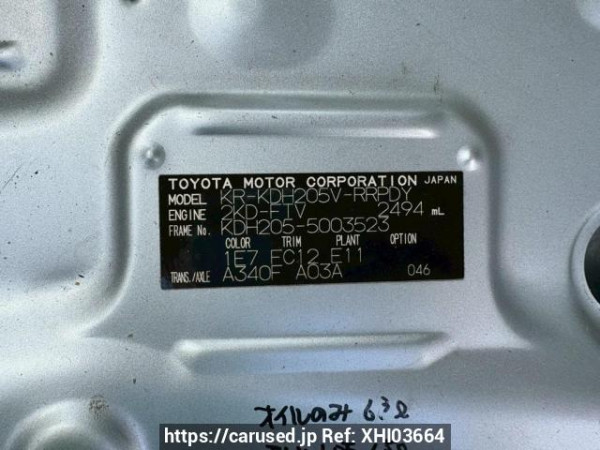 TOYOTA MOTOR CORPORATION JAPAN
MODEL KR-KDH205V-RRPDY
ENGINE 2KD-FTV 2494 mL
FRAME No. KDH205-5003523
COLOR TRIM PLANT OPTION
1E7 FC12 E11
TRANS./AXLE A340F A03A 046
オイルのみ 6.3ℓ
https://carused.jp Ref: XHI03664